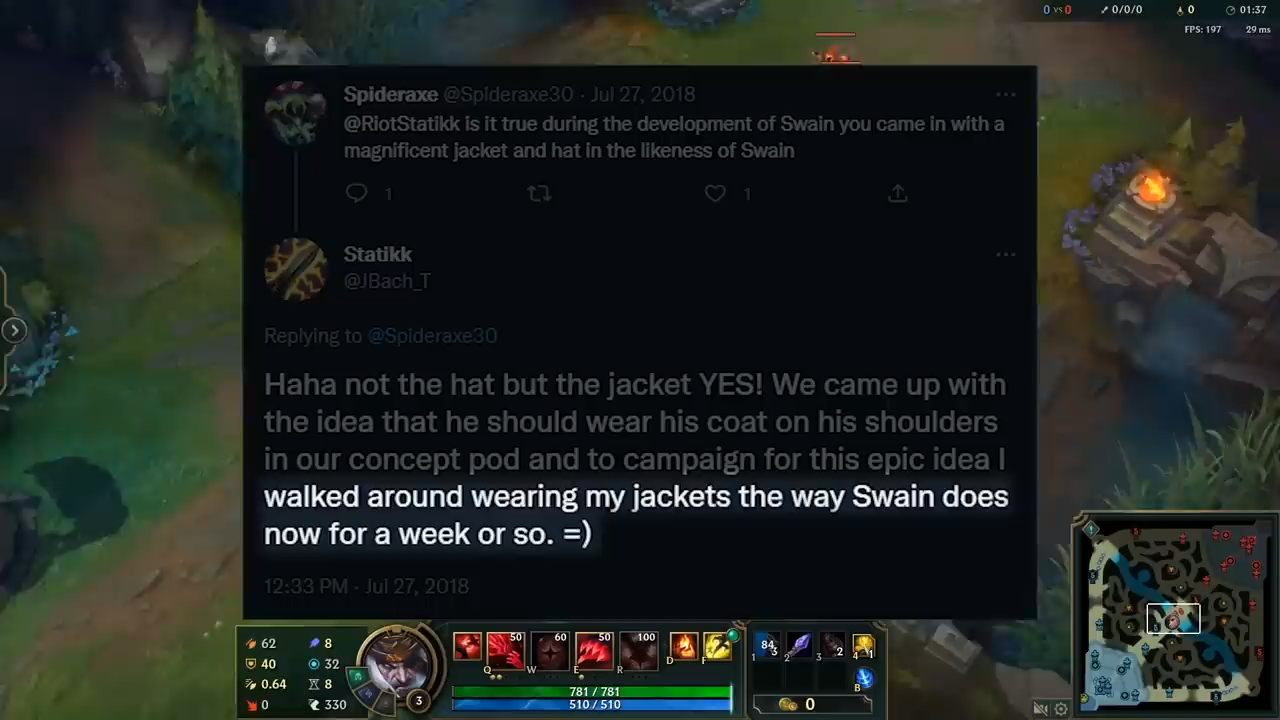 0 vs 0
0/0/0
0
01:37
FPS: 197
29 ms
Spideraxe @Spideraxe30 · Jul 27, 2018
@RiotStatikk is it true during the development of Swain you came in with a
magnificent jacket and hat in the likeness of Swain
1
1
Statikk
@JBach_T
Replying to @Spideraxe30
Haha not the hat but the jacket YES! We came up with
the idea that he should wear his coat on his shoulders
in our concept pod and to campaign for this epic idea I
walked around wearing my jackets the way Swain does
now for a week or so. =)
12:33 PM · Jul 27, 2018
62
8
40
32
0.64
8
0
330
3
50
60
50
100
Q
W
E
R
D
F
781 / 781
510 / 510
1
2
3
2
4
1
B
0